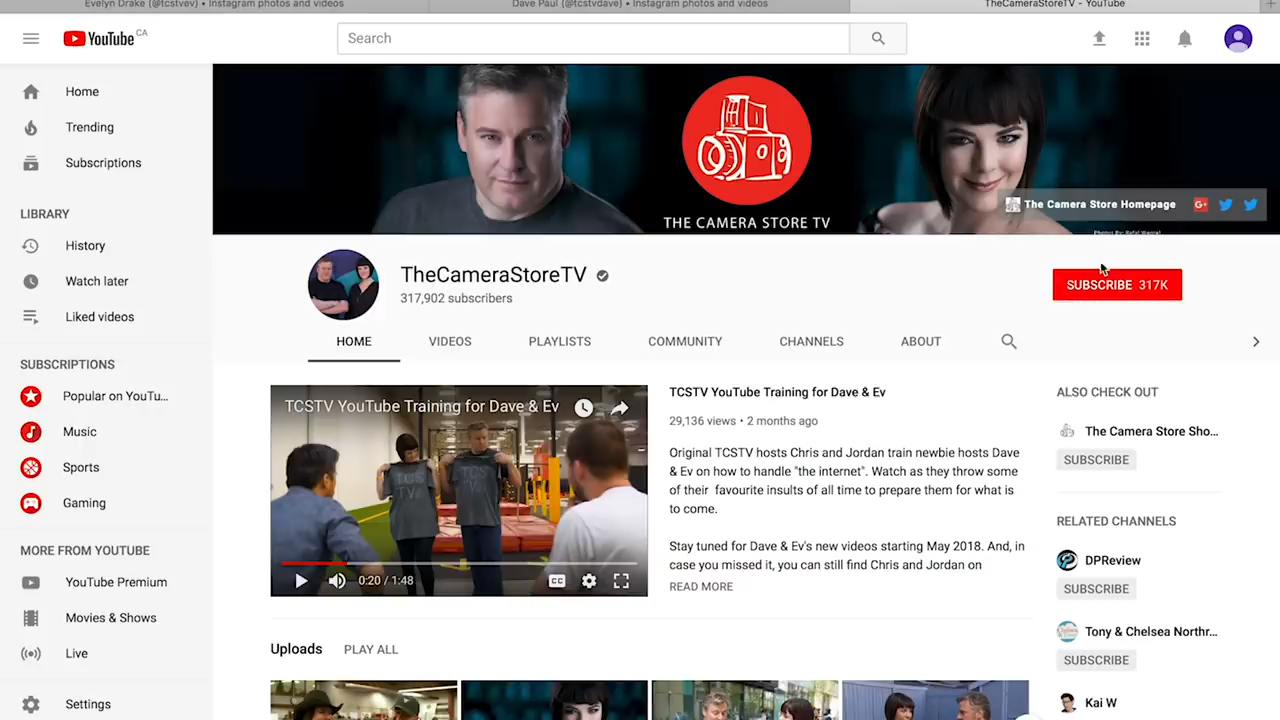 Evelyn Drake (@tcstvev) • Instagram photos and videos
Dave Paul (@tcstvdave) • Instagram photos and videos
TheCameraStoreTV - YouTube
YouTube CA
Search
Home
Trending
Subscriptions
LIBRARY
History
Watch later
Liked videos
SUBSCRIPTIONS
Popular on YouTu...
Music
Sports
Gaming
MORE FROM YOUTUBE
YouTube Premium
Movies & Shows
Live
Settings
THE CAMERA STORE TV
The Camera Store Homepage
G+
TheCameraStoreTV
317,902 subscribers
SUBSCRIBE 317K
HOME
VIDEOS
PLAYLISTS
COMMUNITY
CHANNELS
ABOUT
TCSTV YouTube Training for Dave & Ev
TCS
TV
TCS
TV
0:20 / 1:48
CC
TCSTV YouTube Training for Dave & Ev
29,136 views • 2 months ago
Original TCSTV hosts Chris and Jordan train newbie hosts Dave
& Ev on how to handle "the internet". Watch as they throw some
of their favourite insults of all time to prepare them for what is
to come.
Stay tuned for Dave & Ev's new videos starting May 2018. And, in
case you missed it, you can still find Chris and Jordan on
READ MORE
Uploads
PLAY ALL
ALSO CHECK OUT
The Camera Store Sho...
SUBSCRIBE
RELATED CHANNELS
DPReview
SUBSCRIBE
Tony & Chelsea Northr...
SUBSCRIBE
Kai W